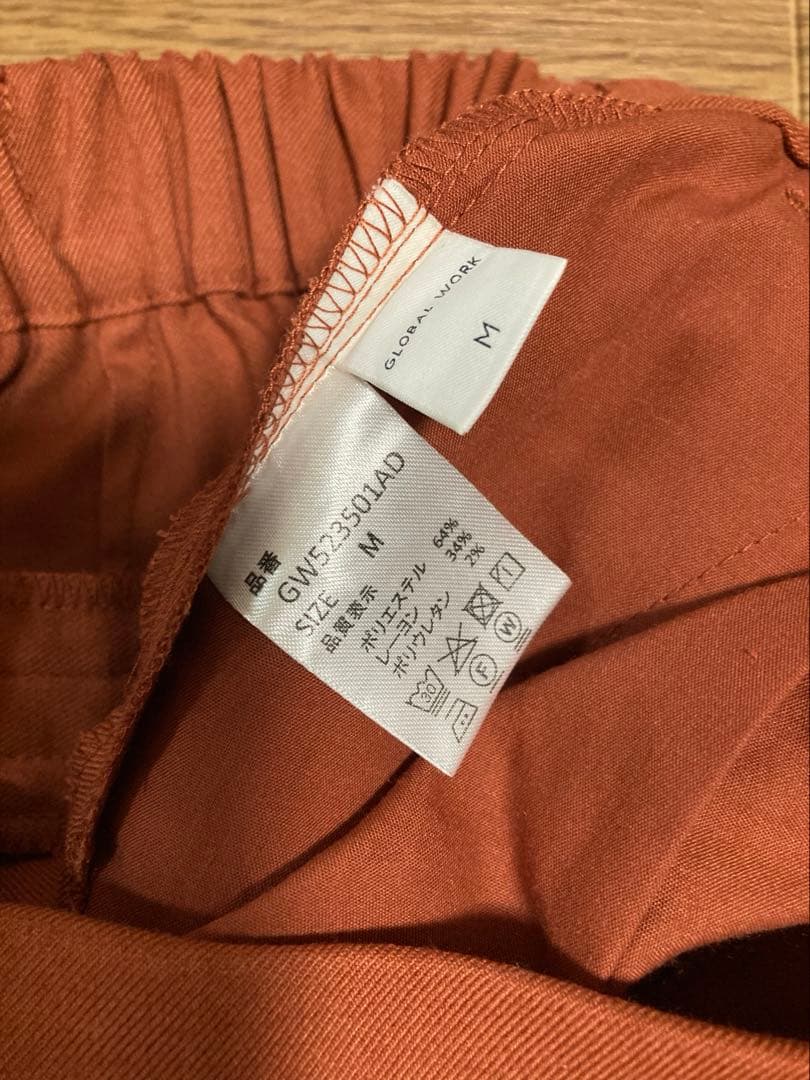 GLOBAL WORK
M
品番
GW523501AD
SIZE M
品質表示
ポリエステル 64%
レーヨン 34%
ポリウレタン 2%
30
F
W